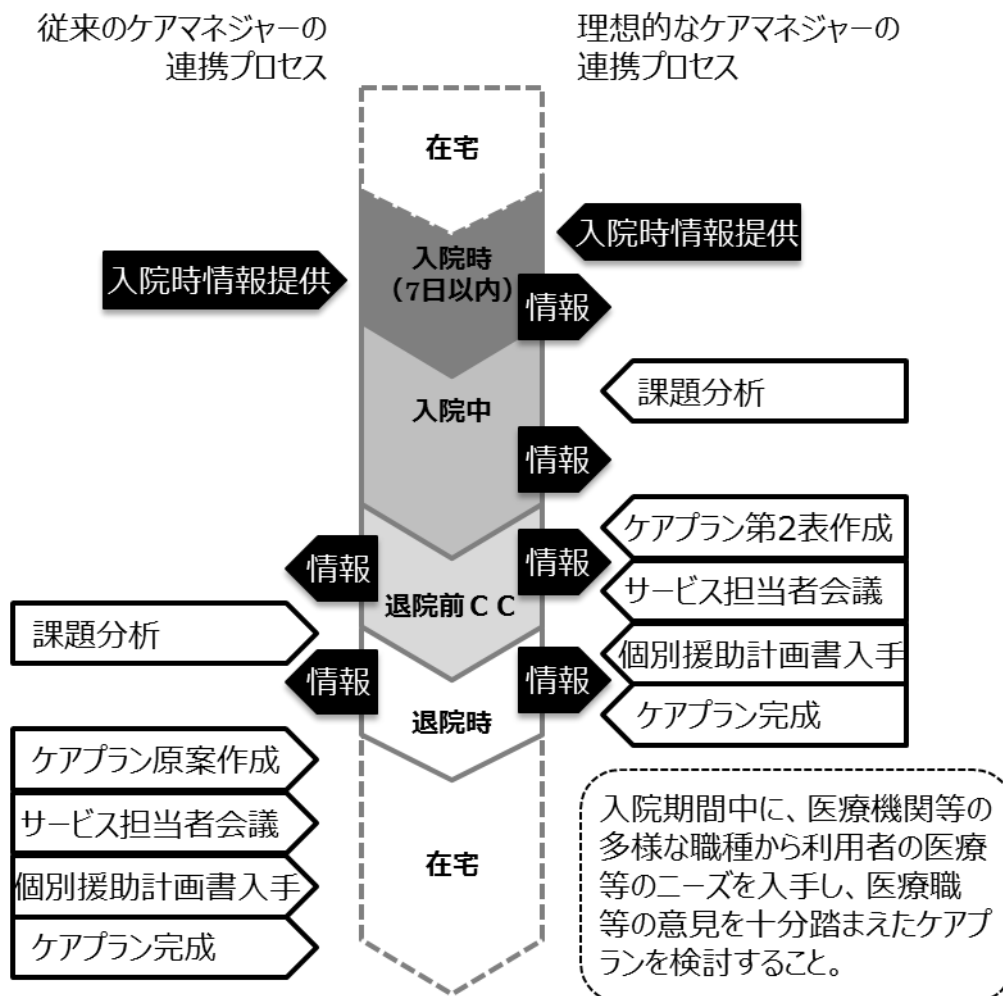 従来のケアマネジャーの
連携プロセス
理想的なケアマネジャーの
連携プロセス
在宅
入院時情報提供
入院時
（7日以内）
入院時情報提供
情報
入院中
課題分析
情報
情報
退院前ＣＣ
情報
ケアプラン第2表作成
サービス担当者会議
個別援助計画書入手
ケアプラン完成
課題分析
情報
退院時
情報
ケアプラン原案作成
サービス担当者会議
個別援助計画書入手
ケアプラン完成
在宅
入院期間中に、医療機関等の
多様な職種から利用者の医療
等のニーズを入手し、医療職
等の意見を十分踏まえたケアプ
ランを検討すること。